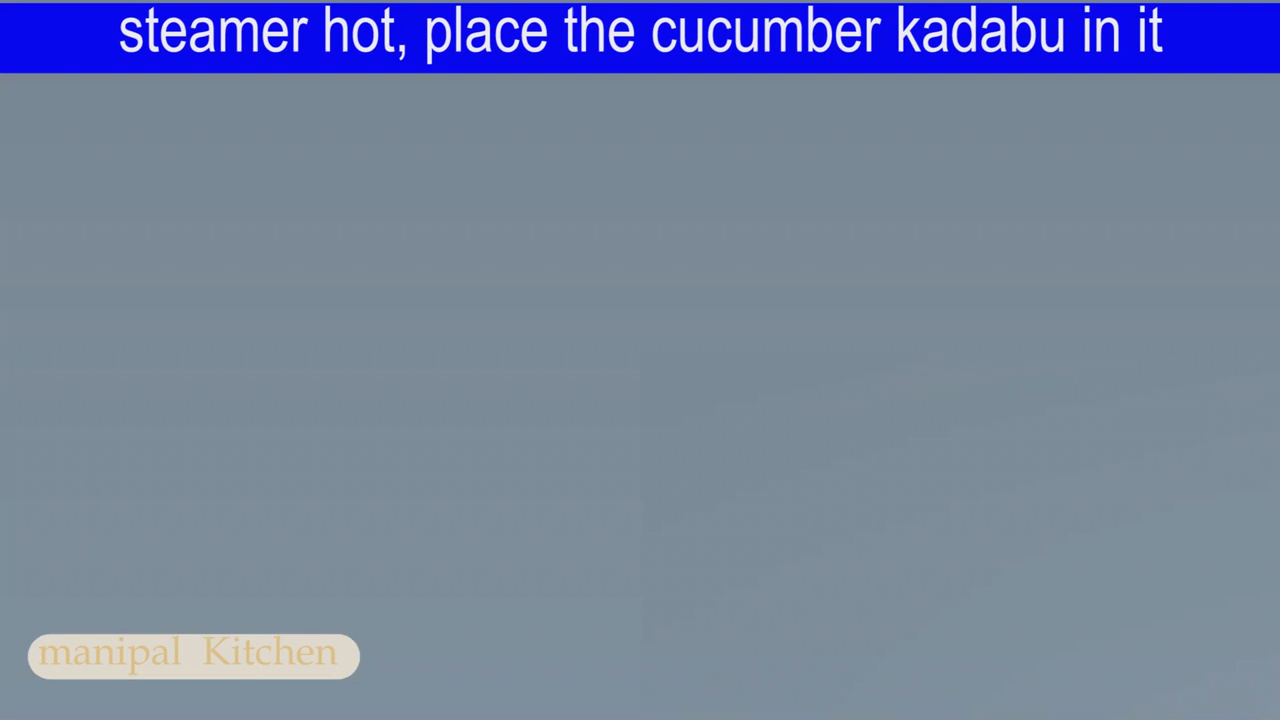 steamer hot, place the cucumber kadabu in it
manipal Kitchen